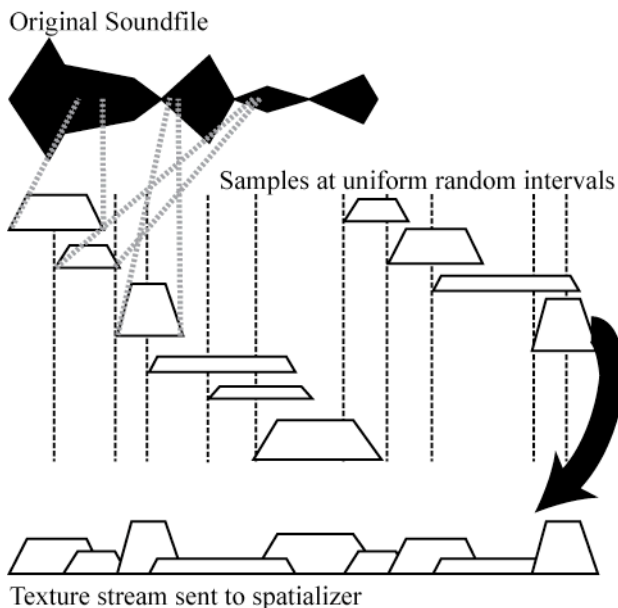 Original Soundfile
Samples at uniform random intervals
Texture stream sent to spatializer